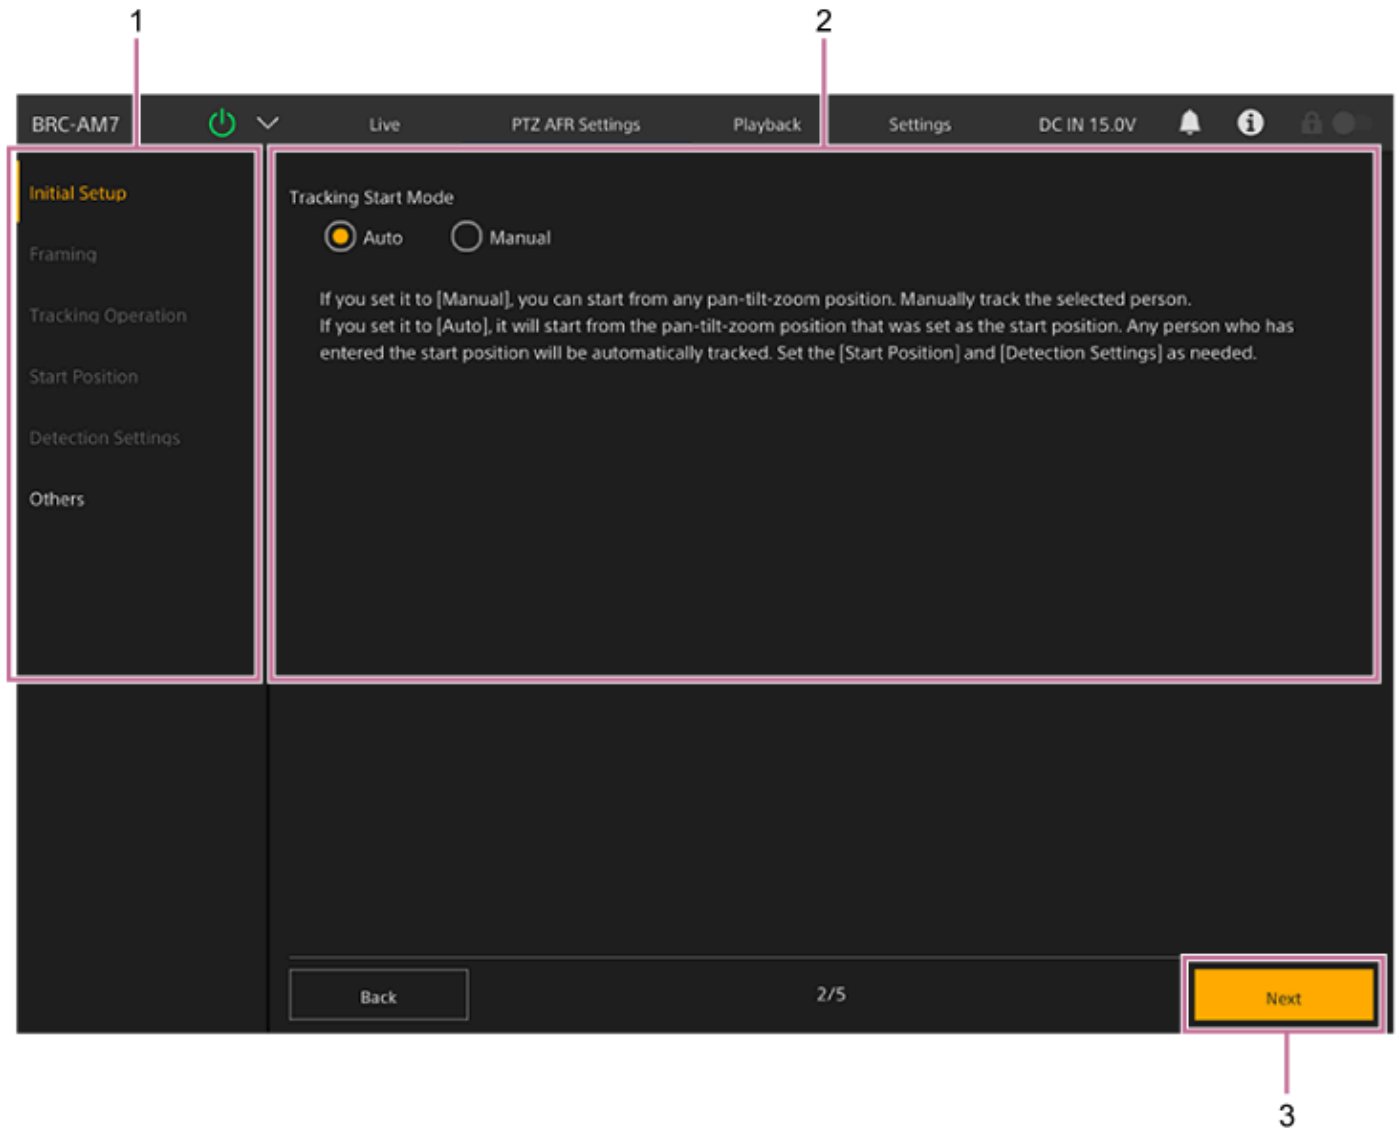 1
2
BRC-AM7
Live
PTZ AFR Settings
Playback
Settings
DC IN 15.0V
Initial Setup
Framing
Tracking Operation
Start Position
Detection Settings
Others
Tracking Start Mode
Auto
Manual
If you set it to [Manual], you can start from any pan-tilt-zoom position. Manually track the selected person.
If you set it to [Auto], it will start from the pan-tilt-zoom position that was set as the start position. Any person who has
entered the start position will be automatically tracked. Set the [Start Position] and [Detection Settings] as needed.
Back
2/5
Next
3